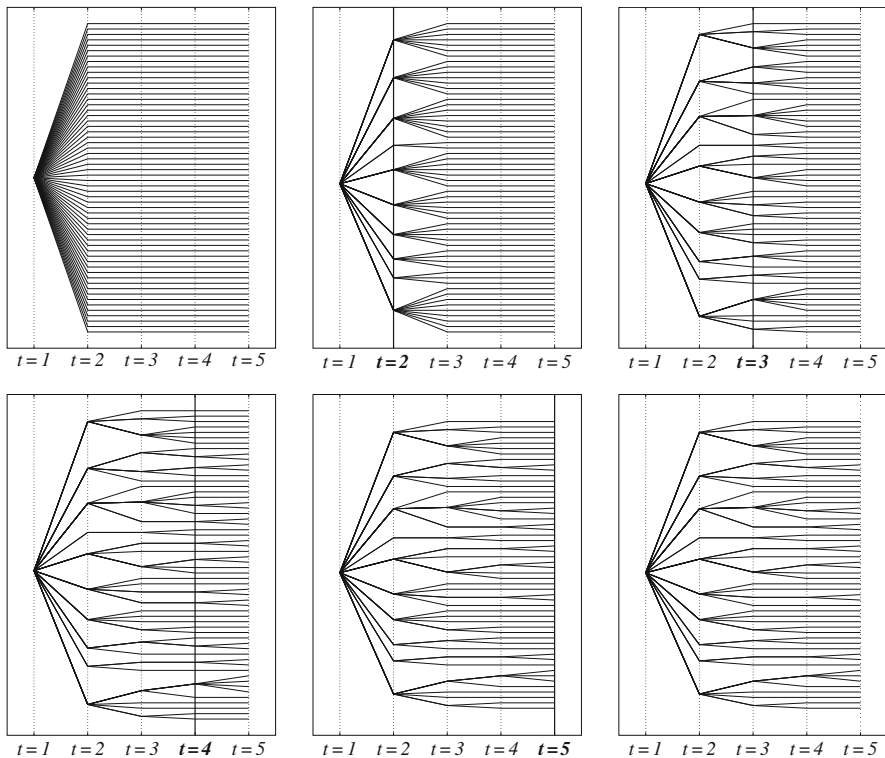 t = 1 t = 2 t = 3 t = 4 t = 5
t = 1 t = 2 t = 3 t = 4 t = 5
t = 1 t = 2 t = 3 t = 4 t = 5
t = 1 t = 2 t = 3 t = 4 t = 5
t = 1 t = 2 t = 3 t = 4 t = 5
t = 1 t = 2 t = 3 t = 4 t = 5